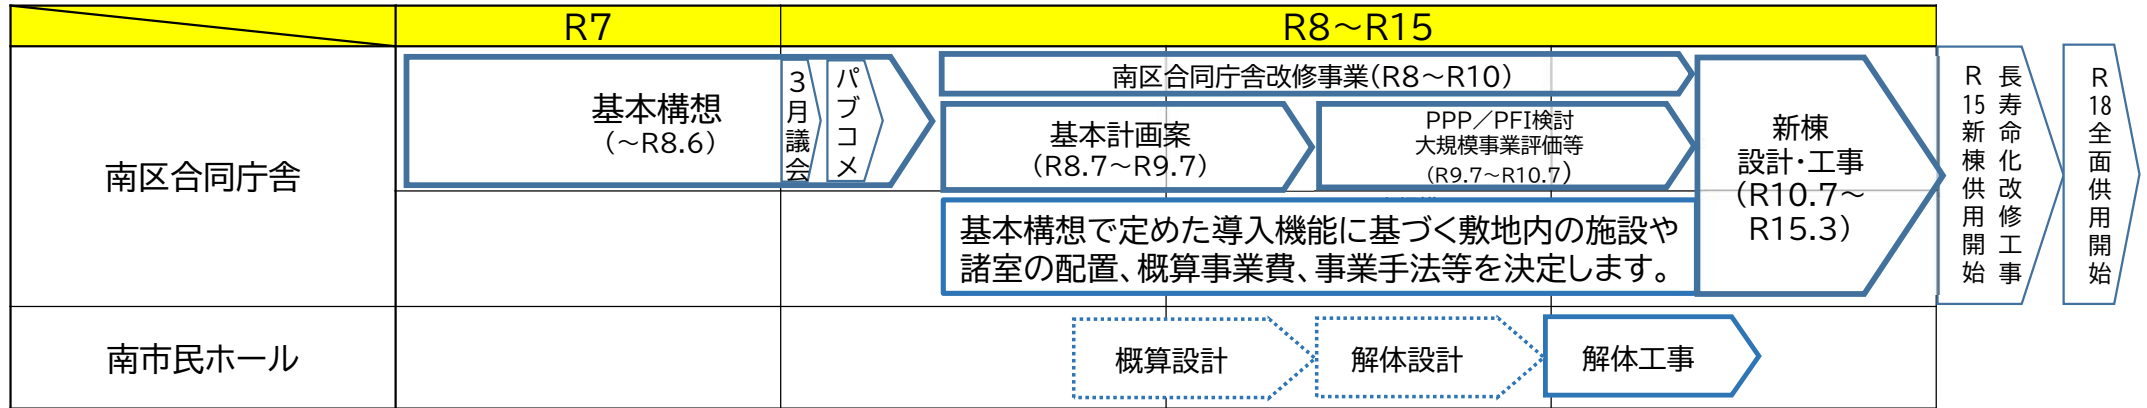 R7
R8～R15
南区合同庁舎
基本構想
（～R8.6）
3月議会
パブコメ
南区合同庁舎改修事業(R8～R10)
基本計画案
(R8.7～R9.7)
PPP／PFI検討
大規模事業評価等
(R9.7～R10.7)
新棟
設計・工事
(R10.7～
R15.3)
基本構想で定めた導入機能に基づく敷地内の施設や
諸室の配置、概算事業費、事業手法等を決定します。
長寿命化改修工事
R15新棟供用開始
R18全面供用開始
南市民ホール
概算設計
解体設計
解体工事